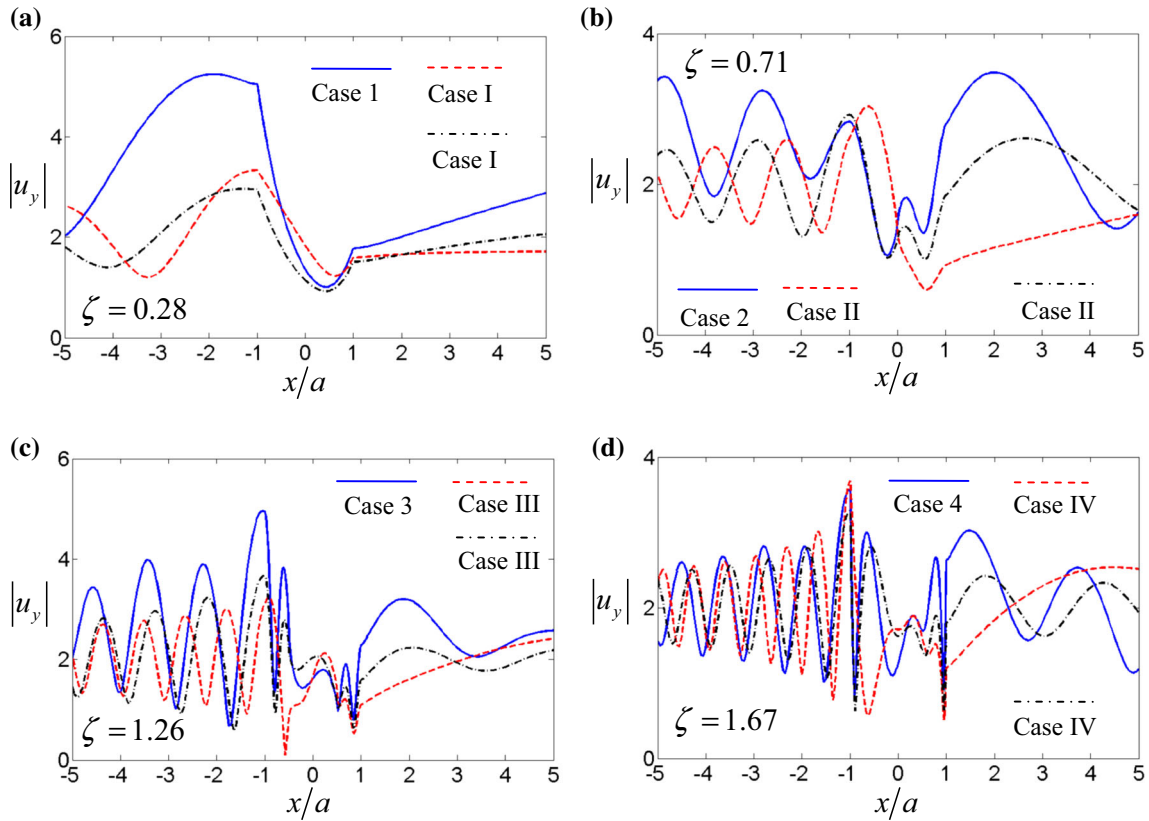 (a)
6
4
|u_y|
2
0
Case 1
Case I
Case I
ζ = 0.28
-5 -4 -3 -2 -1 0 1 2 3 4 5
x/a
(b)
4
2
|u_y|
0
ζ = 0.71
Case 2
Case II
Case II
-5 -4 -3 -2 -1 0 1 2 3 4 5
x/a
(c)
6
4
|u_y|
2
0
Case 3
Case III
Case III
ζ = 1.26
-5 -4 -3 -2 -1 0 1 2 3 4 5
x/a
(d)
4
2
|u_y|
0
Case 4
Case IV
Case IV
ζ = 1.67
-5 -4 -3 -2 -1 0 1 2 3 4 5
x/a